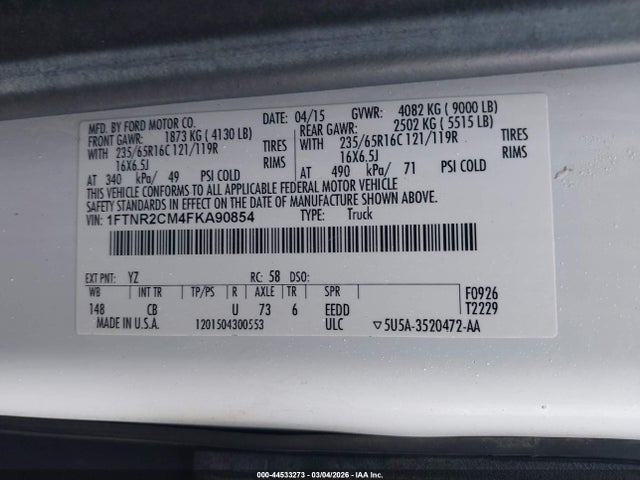 MFD. BY FORD MOTOR CO. DATE: 04/15 GVWR: 4082 KG ( 9000 LB)
FRONT GAWR: 1873 KG ( 4130 LB) REAR GAWR: 2502 KG ( 5515 LB)
WITH 235/65R16C 121/119R TIRES WITH 235/65R16C 121/119R TIRES
16X6.5J RIMS 16X6.5J RIMS
AT 340 kPa/ 49 PSI COLD AT 490 kPa/ 71 PSI COLD
THIS VEHICLE CONFORMS TO ALL APPLICABLE FEDERAL MOTOR VEHICLE
SAFETY STANDARDS IN EFFECT ON THE DATE OF MANUFACTURE SHOWN ABOVE.
VIN: 1FTNR2CM4FKA90854 TYPE: Truck
EXT PNT: YZ RC: 58 DSO:
WB INT TR TP/PS R AXLE TR SPR F0926
148 CB U 73 6 EEDD T2229
MADE IN U.S.A. 1201504300553 ULC ▽5U5A-3520472-AA
000-44533273 - 03/04/2026 - IAA Inc.